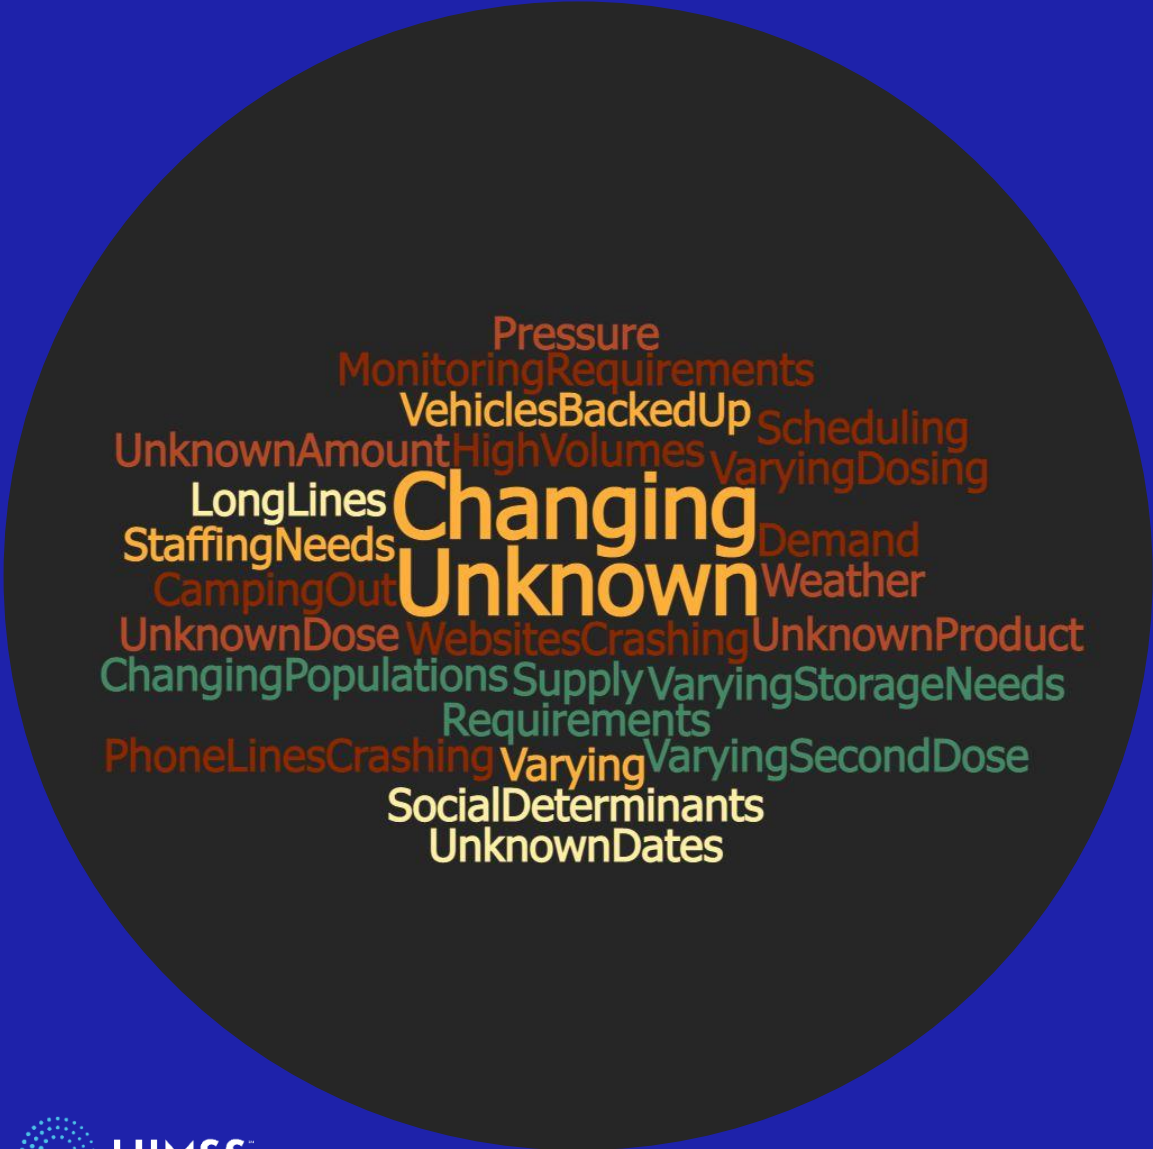 Pressure
MonitoringRequirements
VehiclesBackedUp
Scheduling
UnknownAmount HighVolumes VaryingDosing
LongLines Changing
StaffingNeeds Demand
CampingOut Unknown Weather
UnknownDose WebsitesCrashing UnknownProduct
ChangingPopulations Supply VaryingStorageNeeds
Requirements
PhoneLinesCrashing Varying VaryingSecondDose
SocialDeterminants
UnknownDates
HIMSS